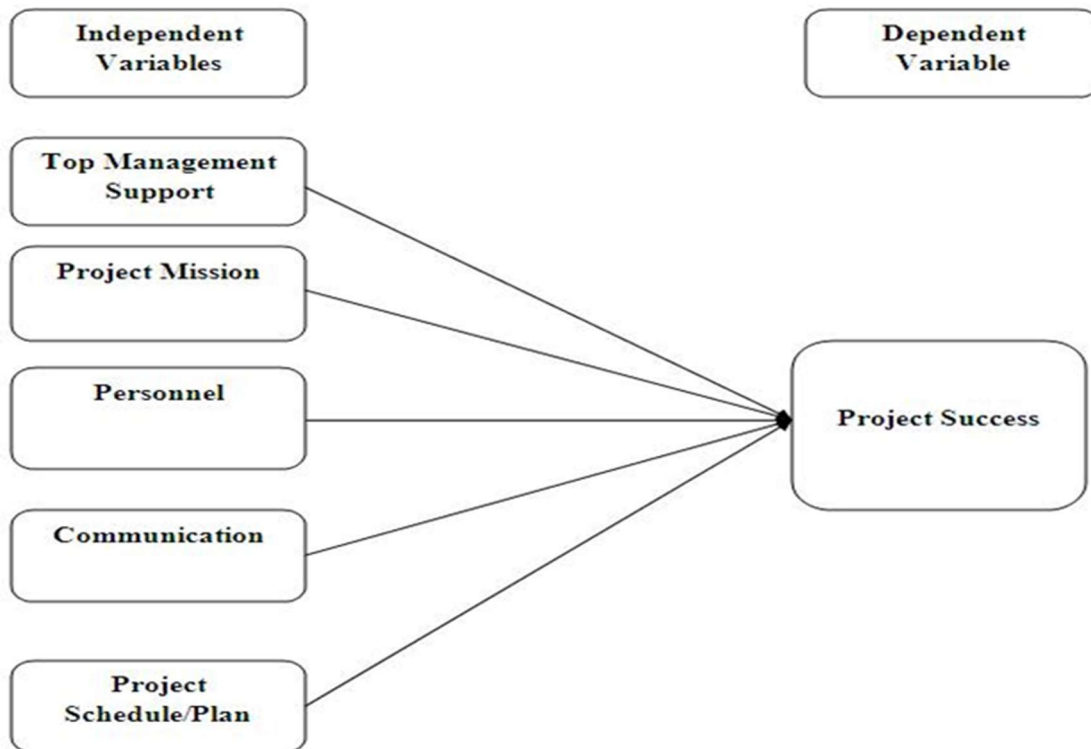 Independent
Variables
Dependent
Variable
Top Management
Support
Project Mission
Personnel
Project Success
Communication
Project
Schedule/Plan